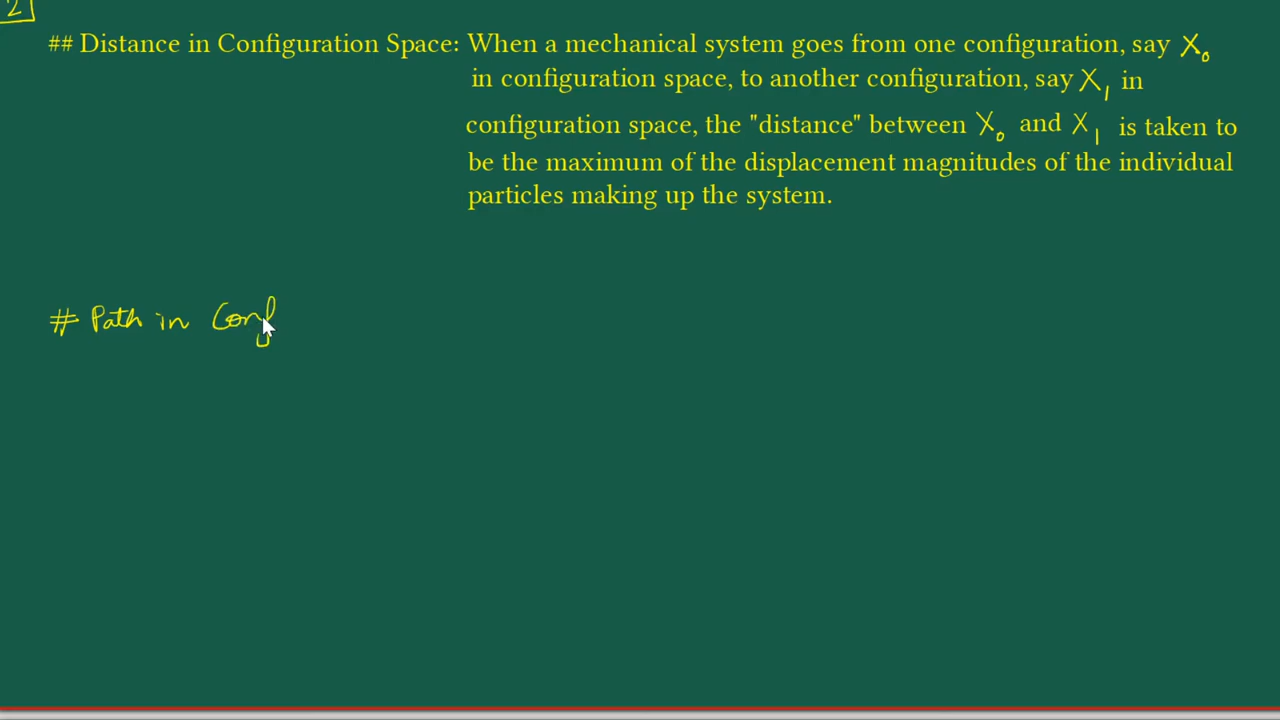 2
## Distance in Configuration Space: When a mechanical system goes from one configuration, say X₀
in configuration space, to another configuration, say X₁ in
configuration space, the "distance" between X₀ and X₁ is taken to
be the maximum of the displacement magnitudes of the individual
particles making up the system.
# Path in Conf